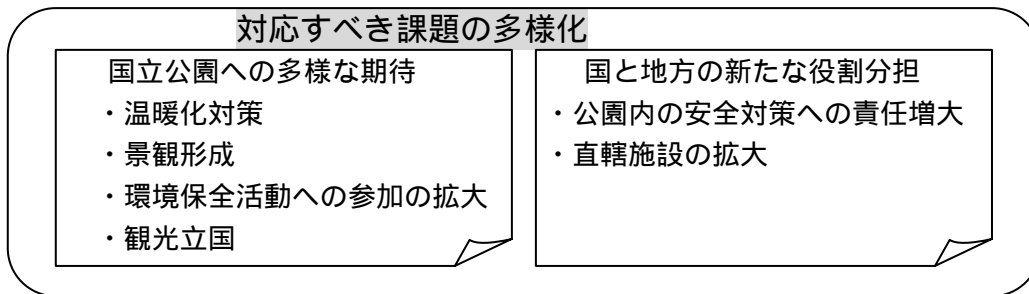 対応すべき課題の多様化
国立公園への多様な期待
・温暖化対策
・景観形成
・環境保全活動への参加の拡大
・観光立国
国と地方の新たな役割分担
・公園内の安全対策への責任増大
・直轄施設の拡大